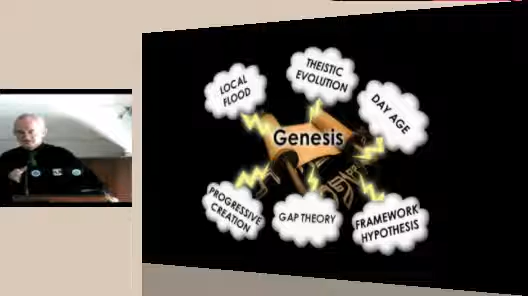 LOCAL
FLOOD
THEISTIC
EVOLUTION
DAY AGE
Genesis
PROGRESSIVE
CREATION
GAP THEORY
FRAMEWORK
HYPOTHESIS